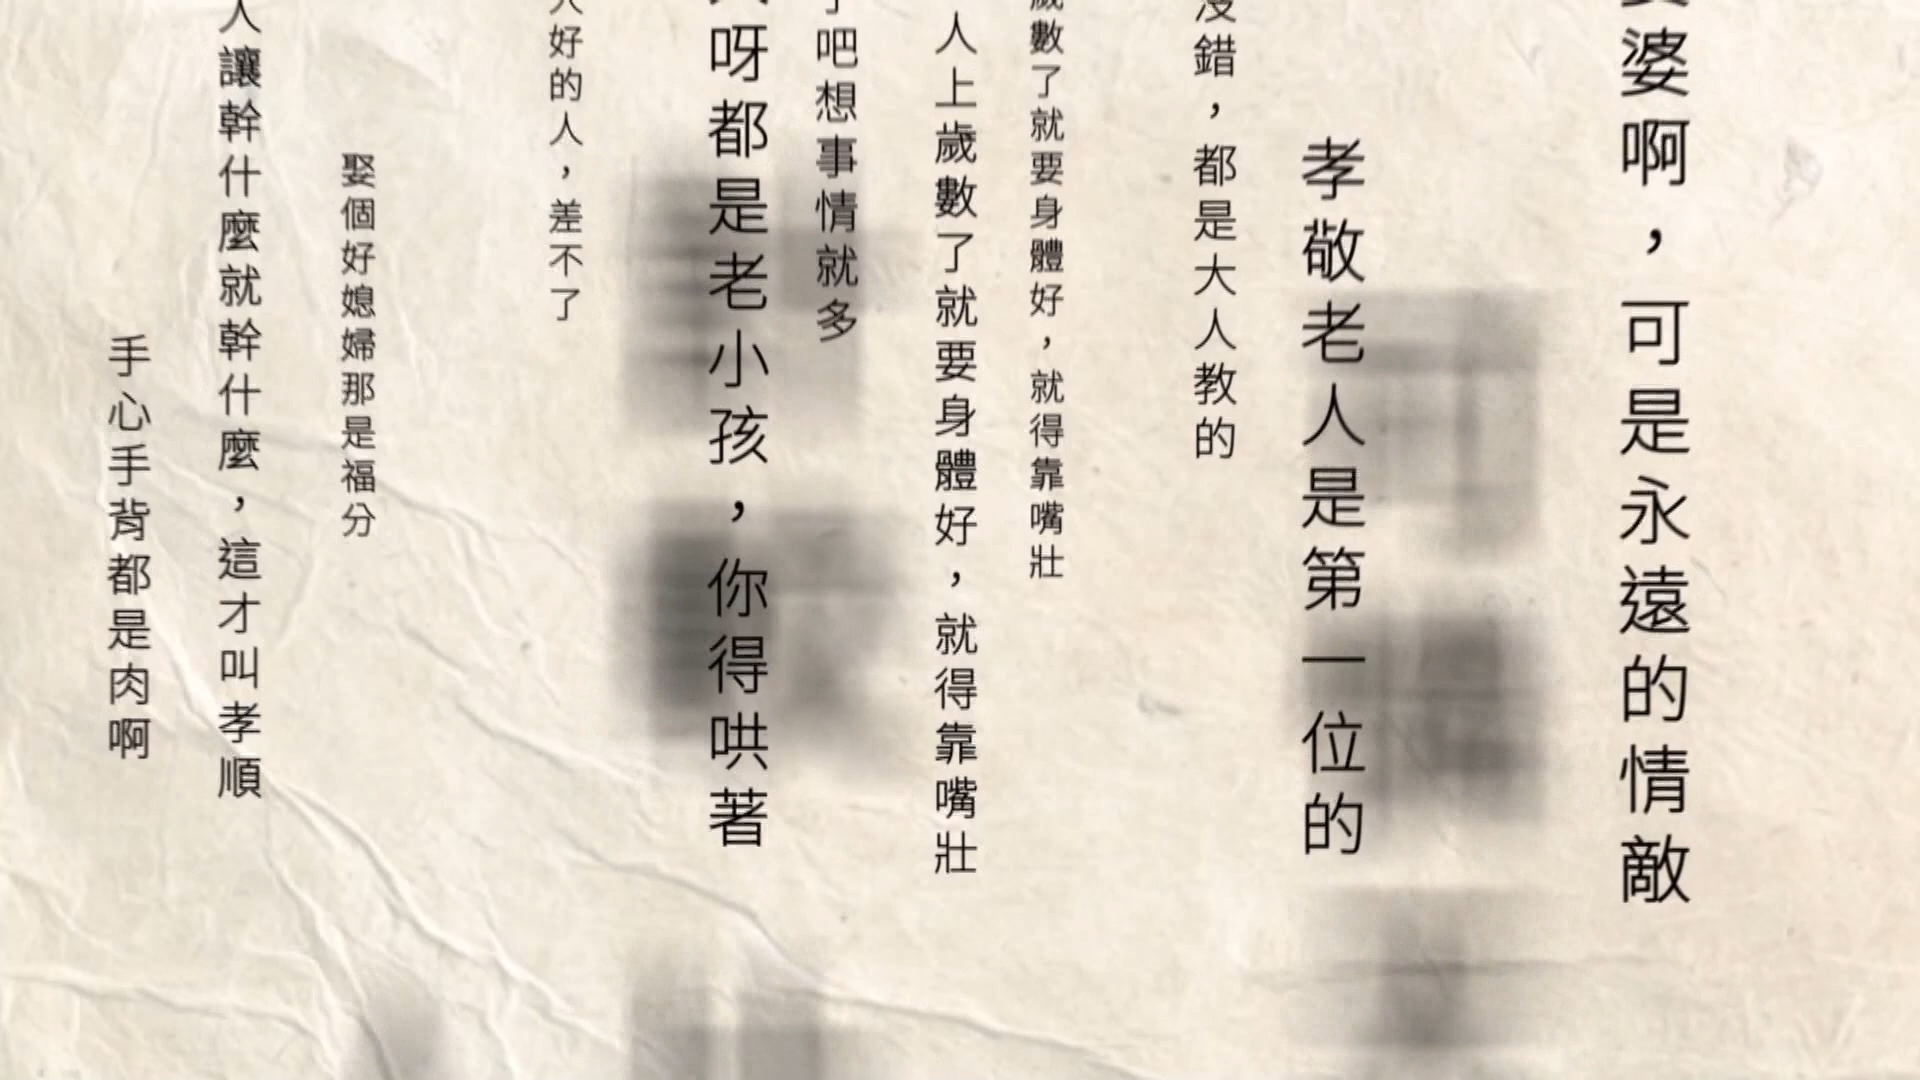 婆啊，可是永遠的情敵
孝敬老人是第一位的
沒錯，都是大人教的
歲數了就要身體好，就得靠嘴壯
人上歲數了就要身體好，就得靠嘴壯
吧想事情就多
呀都是老小孩，你得哄著
好的人，差不了
娶個好媳婦那是福分
人讓幹什麼就幹什麼，這才叫孝順
手心手背都是肉啊